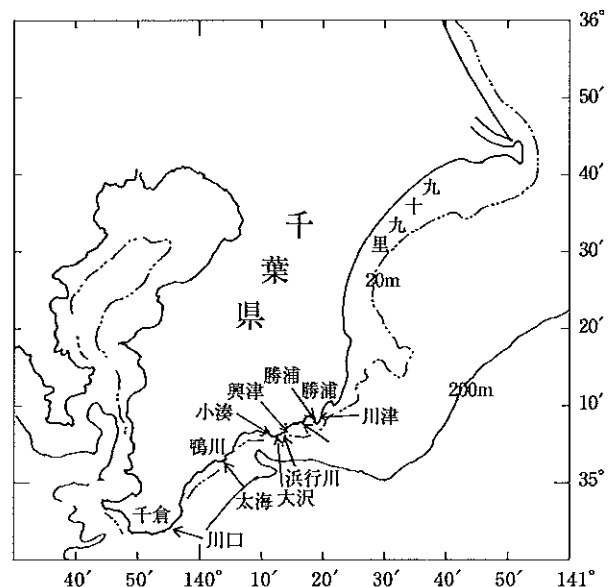 36°
50′
40′
九
十
九
里
30′
20m
千
葉
県
20′
勝浦
興津
勝浦
小湊
10′
200m
川津
鴨川
浜行川
大沢
35°
太海
千倉
川口
40′ 50′ 140° 10′ 20′ 30′ 40′ 50′ 141°